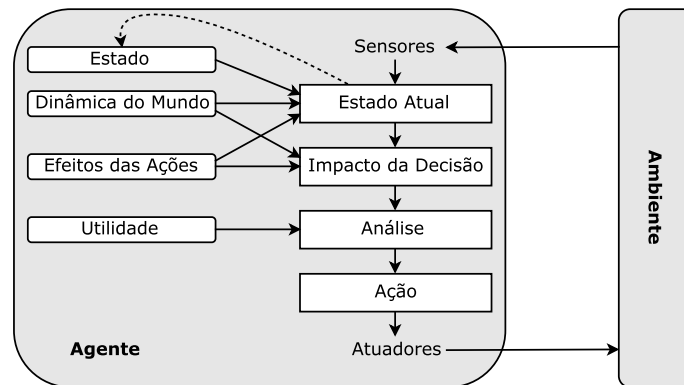 Sensores
Estado
Dinâmica do Mundo
Estado Atual
Efeitos das Ações
Impacto da Decisão
Utilidade
Análise
Ação
Agente
Atuadores
Ambiente